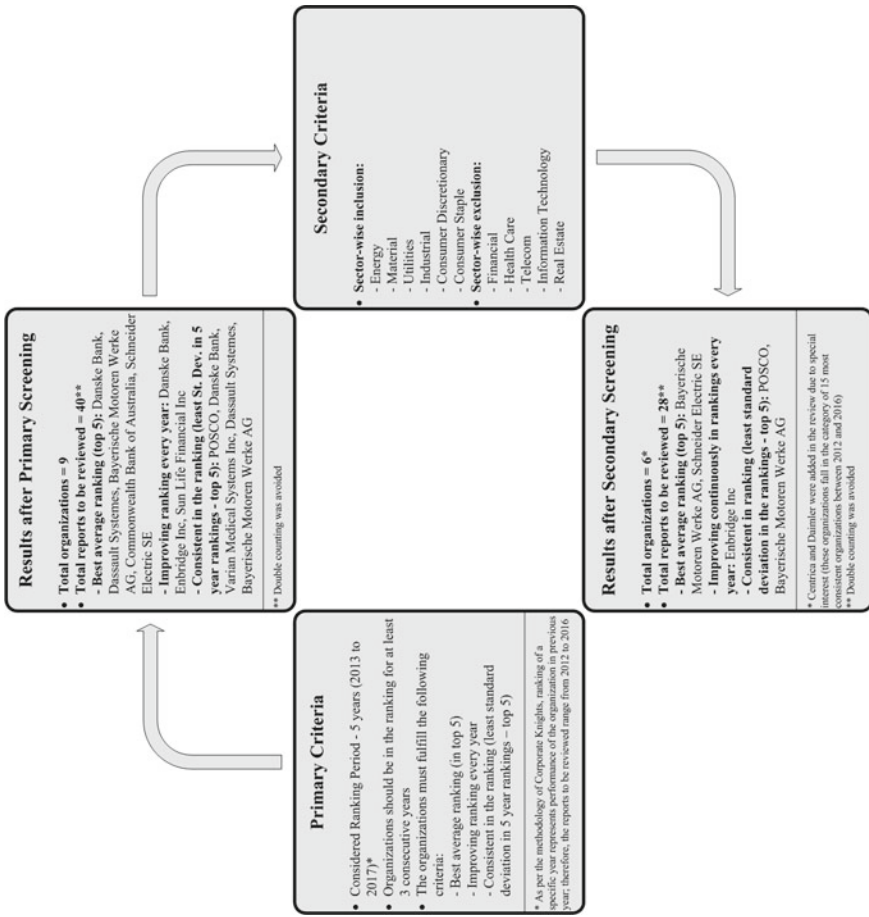 Primary Criteria
• Considered Ranking Period - 5 years (2013 to
2017)*
• Organizations should be in the ranking for at least
3 consecutive years
• The organizations must fulfill the following
criteria:
- Best average ranking (in top 5)
- Improving ranking every year
- Consistent in the ranking (least standard
deviation in 5 year rankings – top 5)
* As per the methodology of Corporate Knights, ranking of a
specific year represents performance of the organization in previous
year; therefore, the reports to be reviewed range from 2012 to 2016
Results after Primary Screening
• Total organizations = 9
• Total reports to be reviewed = 40**
- Best average ranking (top 5): Danske Bank,
Dassault Systemes, Bayerische Motoren Werke
AG, Commonwealth Bank of Australia, Schneider
Electric SE
- Improving ranking every year: Danske Bank,
Enbridge Inc, Sun Life Financial Inc
- Consistent in the ranking (least St. Dev. in 5
year rankings - top 5): POSCO, Danske Bank,
Varian Medical Systems Inc, Dassault Systemes,
Bayerische Motoren Werke AG
** Double counting was avoided
Secondary Criteria
• Sector-wise inclusion:
- Energy
- Material
- Utilities
- Industrial
- Consumer Discretionary
- Consumer Staple
• Sector-wise exclusion:
- Financial
- Health Care
- Telecom
- Information Technology
- Real Estate
Results after Secondary Screening
• Total organizations = 6*
• Total reports to be reviewed = 28**
- Best average ranking (top 5): Bayerische
Motoren Werke AG, Schneider Electric SE
- Improving continuously in rankings every
year: Enbridge Inc
- Consistent in ranking (least standard
deviation in the rankings - top 5): POSCO,
Bayerische Motoren Werke AG
* Centrica and Daimler were added in the review due to special
interest (these organizations fall in the category of 15 most
consistent organizations between 2012 and 2016)
** Double counting was avoided